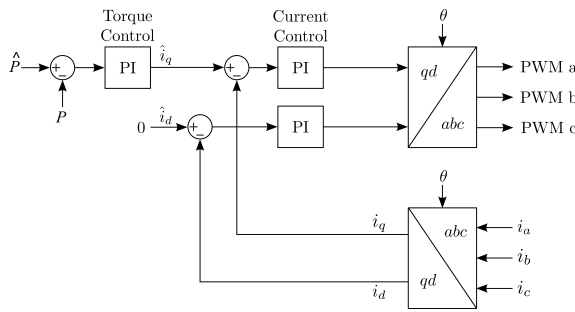 Torque
Control
Current
Control
θ
P̂
+
−
PI
î_q
+
−
PI
qd
abc
PWM a
PWM b
PWM c
P
0
î_d
+
−
PI
θ
i_q
i_d
abc
qd
i_a
i_b
i_c